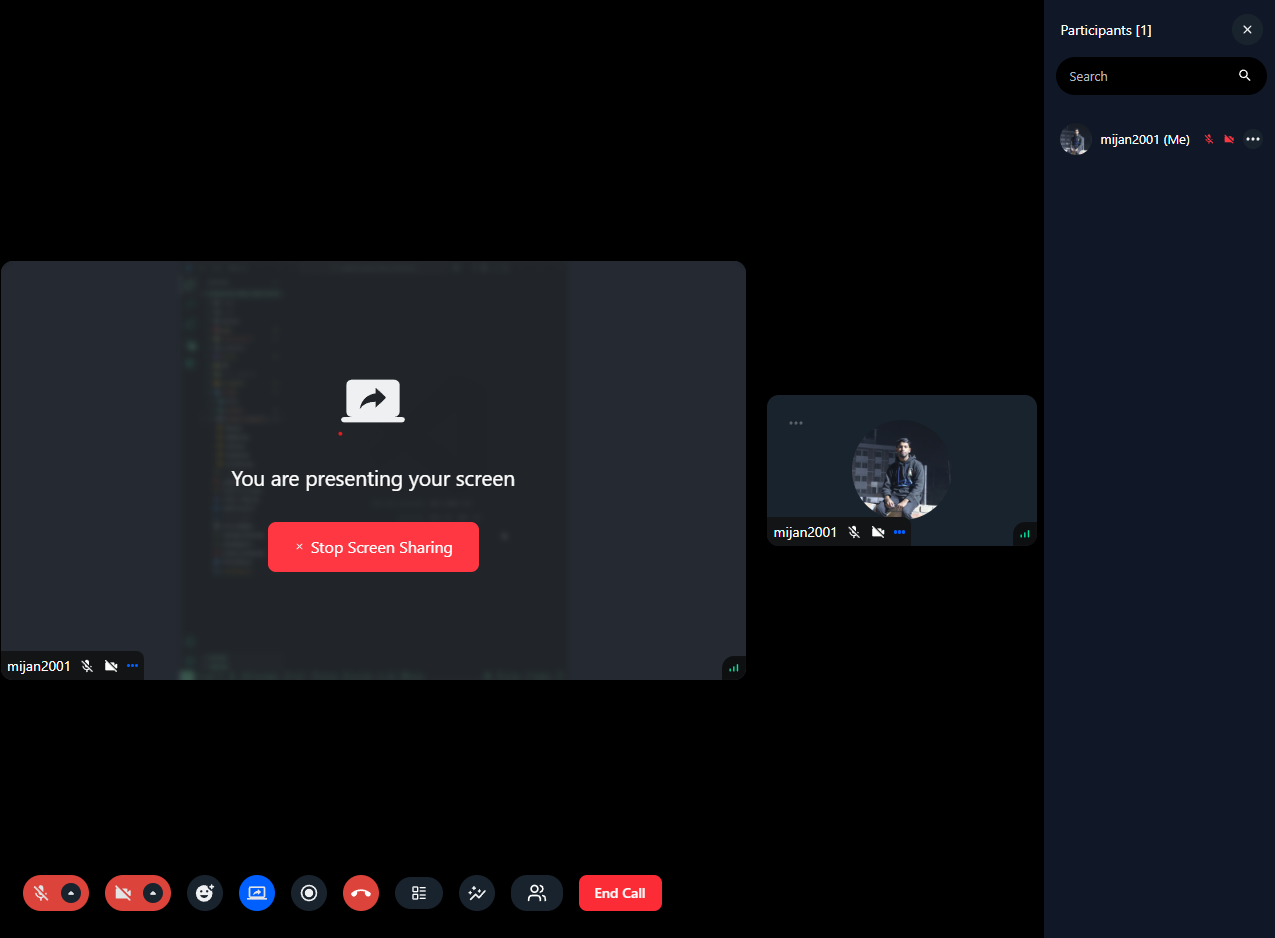 Participants [1]
Search
mijan2001 (Me)
You are presenting your screen
Stop Screen Sharing
mijan2001
mijan2001
End Call